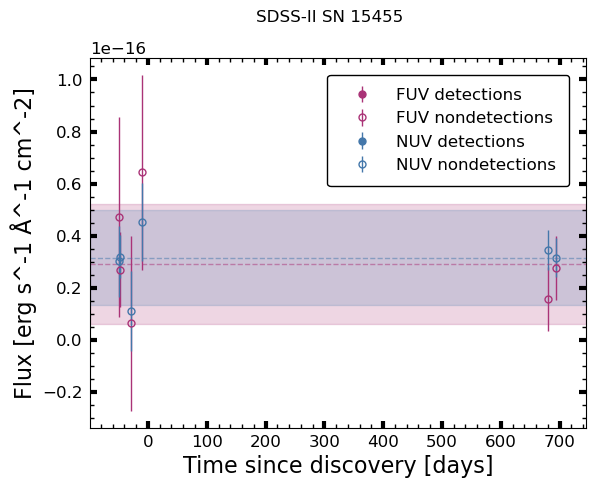 SDSS-II SN 15455
1e−16
Flux [erg s^-1 Å^-1 cm^-2]
1.0
0.8
0.6
0.4
0.2
0.0
−0.2
FUV detections
FUV nondetections
NUV detections
NUV nondetections
0 100 200 300 400 500 600 700
Time since discovery [days]